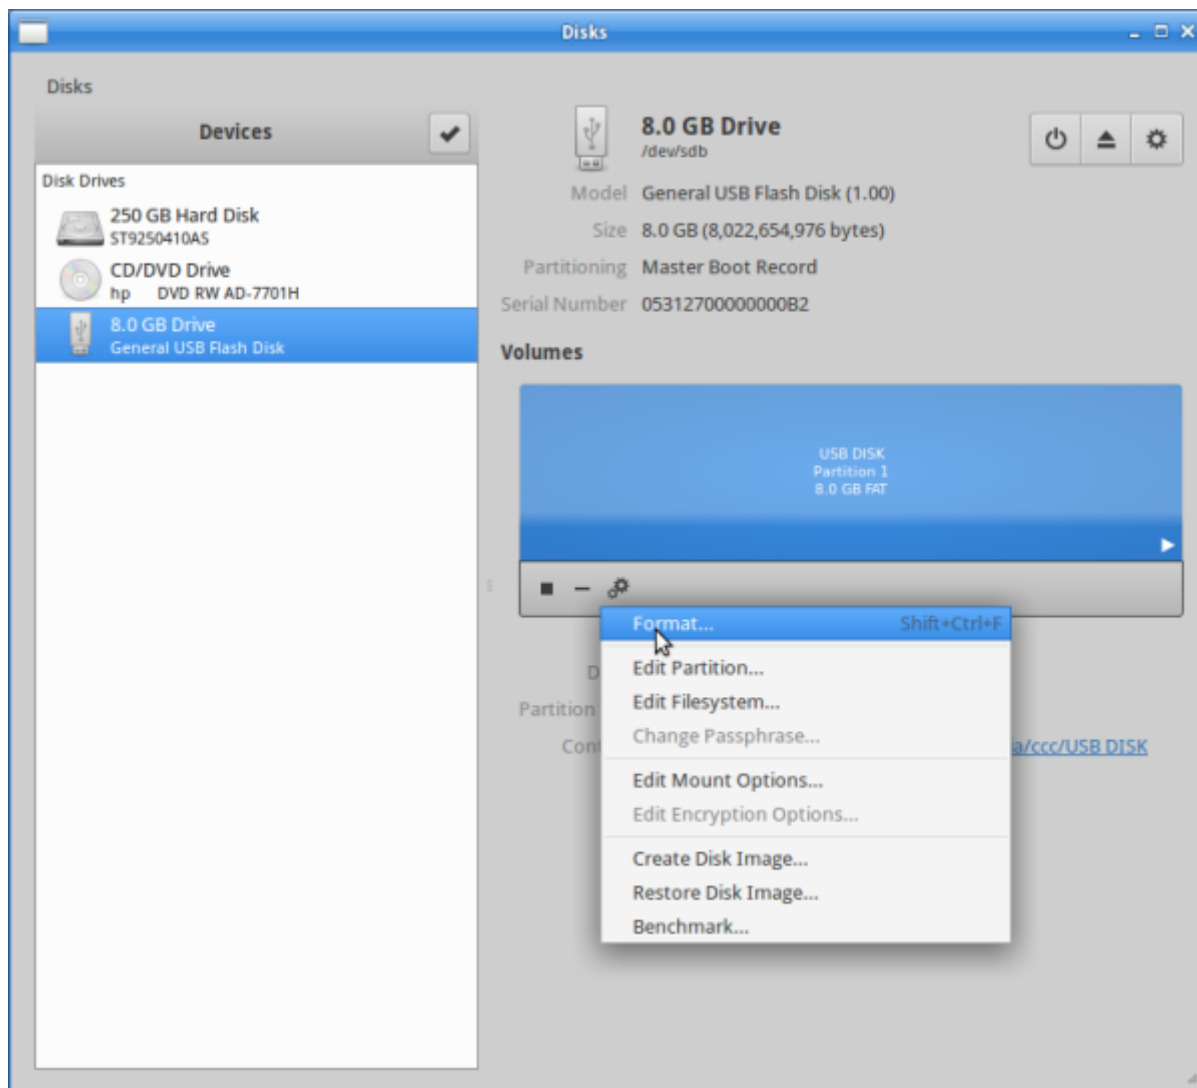 Disks
Disks
Devices
Disk Drives
250 GB Hard Disk
ST9250410AS
CD/DVD Drive
hp DVD RW AD-7701H
8.0 GB Drive
General USB Flash Disk
8.0 GB Drive
/dev/sdb
Model General USB Flash Disk (1.00)
Size 8.0 GB (8,022,654,976 bytes)
Partitioning Master Boot Record
Serial Number 05312700000000B2
Volumes
USB DISK
Partition 1
8.0 GB FAT
Format... Shift+Ctrl+F
D
Edit Partition...
Edit Filesystem...
Partition
Change Passphrase...
Cont
a/ccc/USB DISK
Edit Mount Options...
Edit Encryption Options...
Create Disk Image...
Restore Disk Image...
Benchmark...